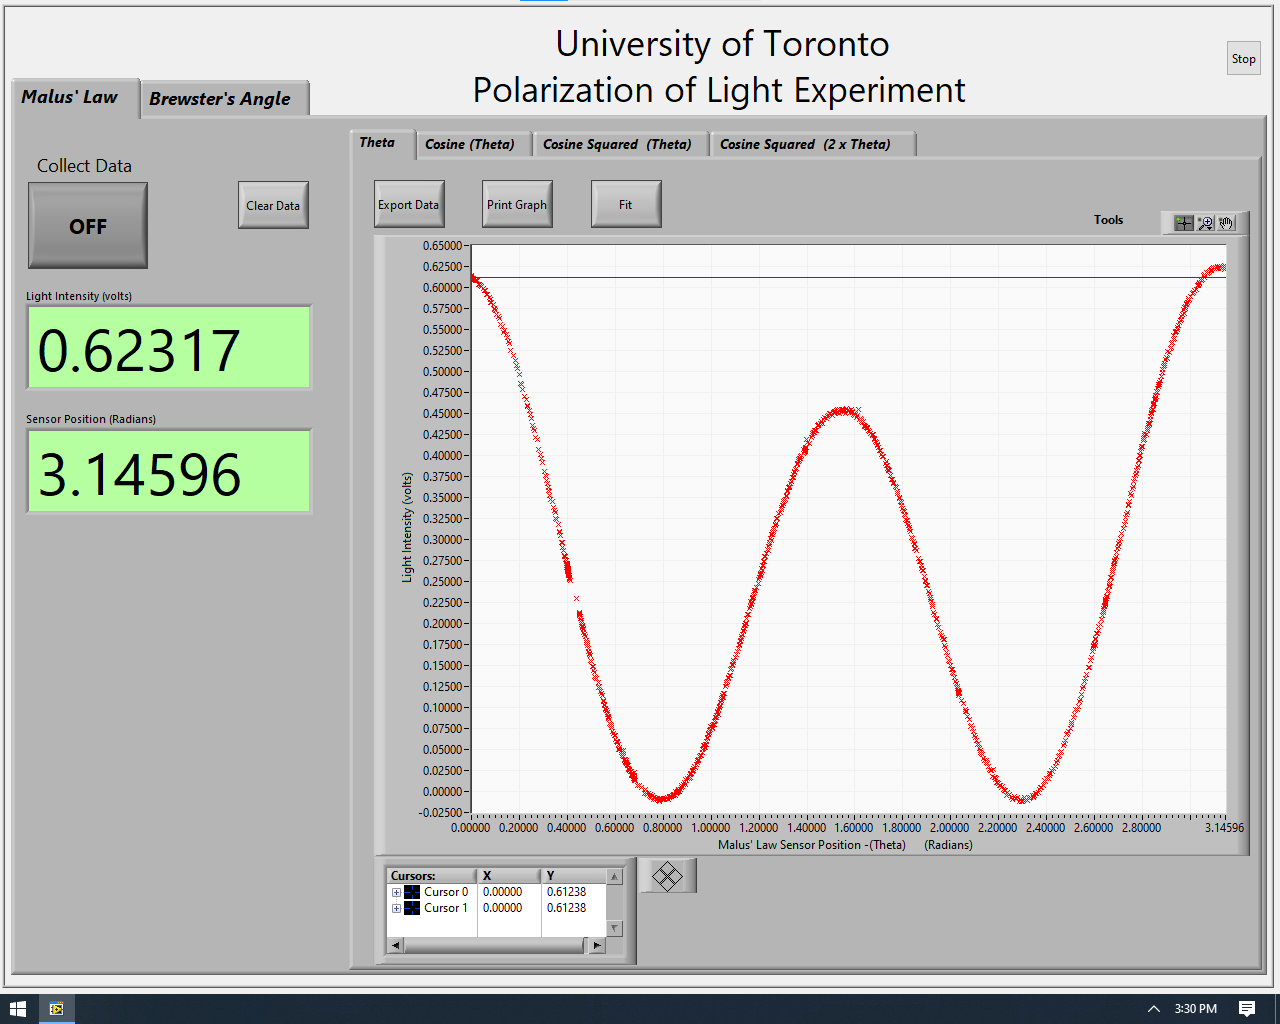 University of Toronto
Polarization of Light Experiment
Stop
Malus' Law
Brewster's Angle
Collect Data
OFF
Clear Data
Light Intensity (volts)
0.62317
Sensor Position (Radians)
3.14596
Theta
Cosine (Theta)
Cosine Squared (Theta)
Cosine Squared (2 x Theta)
Export Data
Print Graph
Fit
Tools
0.65000
0.62500
0.60000
0.57500
0.55000
0.52500
0.50000
0.47500
0.45000
0.42500
0.40000
0.37500
0.35000
0.32500
0.30000
0.27500
0.25000
0.22500
0.20000
0.17500
0.15000
0.12500
0.10000
0.07500
0.05000
0.02500
0.00000
-0.02500
Light Intensity (volts)
0.00000 0.20000 0.40000 0.60000 0.80000 1.00000 1.20000 1.40000 1.60000 1.80000 2.00000 2.20000 2.40000 2.60000 2.80000 3.14596
Malus' Law Sensor Position -(Theta) (Radians)
Cursors: X Y
Cursor 0 0.00000 0.61238
Cursor 1 0.00000 0.61238
3:30 PM